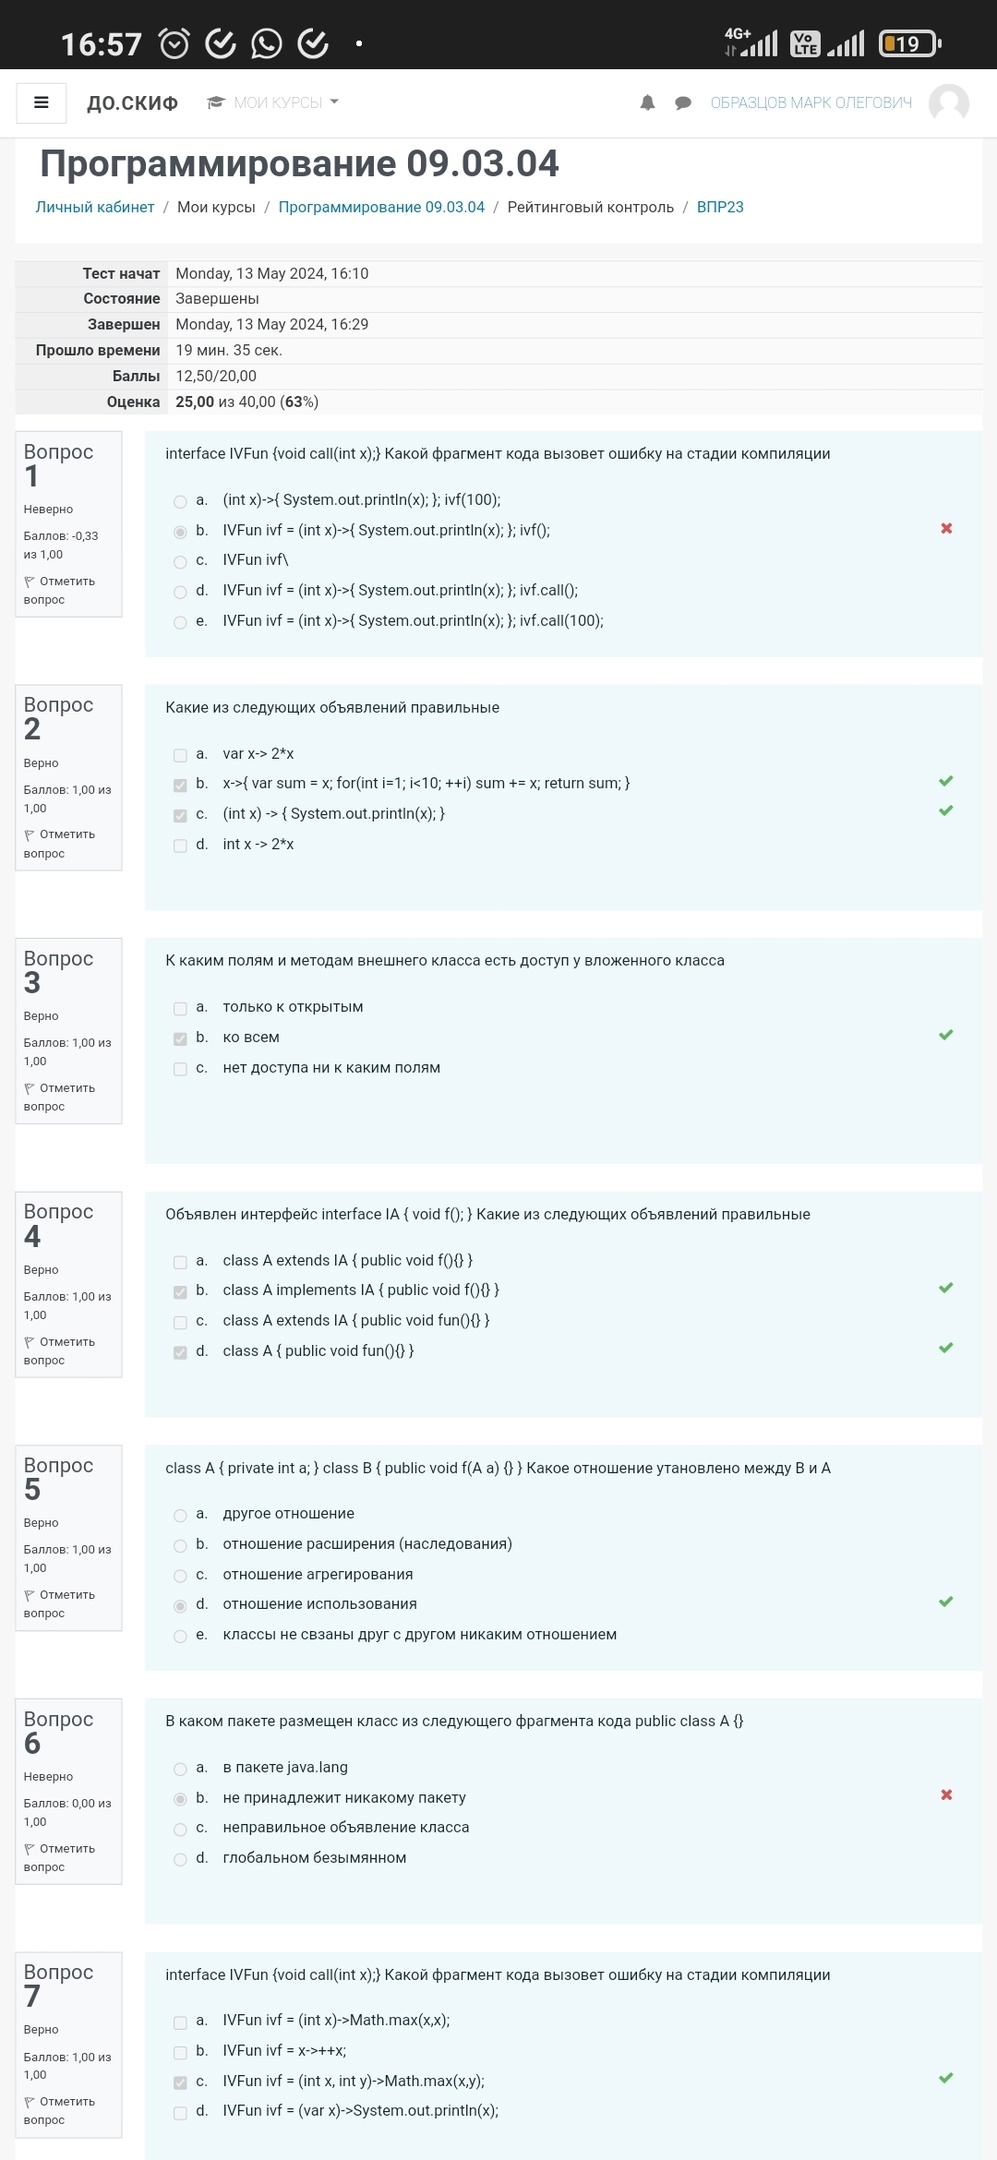 16:57
4G+
Vo LTE
19
ДО.СКИФ
МОИ КУРСЫ
ОБРАЗЦОВ МАРК ОЛЕГОВИЧ
Программирование 09.03.04
Личный кабинет / Мои курсы / Программирование 09.03.04 / Рейтинговый контроль / ВПР23
Тест начат Monday, 13 May 2024, 16:10
Состояние Завершены
Завершен Monday, 13 May 2024, 16:29
Прошло времени 19 мин. 35 сек.
Баллы 12,50/20,00
Оценка 25,00 из 40,00 (63%)
Вопрос
1
Неверно
Баллов: -0,33
из 1,00
Отметить
вопрос
interface IVFun {void call(int x);} Какой фрагмент кода вызовет ошибку на стадии компиляции
a. (int x)->{ System.out.println(x); }; ivf(100);
b. IVFun ivf = (int x)->{ System.out.println(x); }; ivf();
c. IVFun ivf\
d. IVFun ivf = (int x)->{ System.out.println(x); }; ivf.call();
e. IVFun ivf = (int x)->{ System.out.println(x); }; ivf.call(100);
Вопрос
2
Верно
Баллов: 1,00 из
1,00
Отметить
вопрос
Какие из следующих объявлений правильные
a. var x-> 2*x
b. x->{ var sum = x; for(int i=1; i<10; ++i) sum += x; return sum; }
c. (int x) -> { System.out.println(x); }
d. int x -> 2*x
Вопрос
3
Верно
Баллов: 1,00 из
1,00
Отметить
вопрос
К каким полям и методам внешнего класса есть доступ у вложенного класса
a. только к открытым
b. ко всем
c. нет доступа ни к каким полям
Вопрос
4
Верно
Баллов: 1,00 из
1,00
Отметить
вопрос
Объявлен интерфейс interface IA { void f(); } Какие из следующих объявлений правильные
a. class A extends IA { public void f(){} }
b. class A implements IA { public void f(){} }
c. class A extends IA { public void fun(){} }
d. class A { public void fun(){} }
Вопрос
5
Верно
Баллов: 1,00 из
1,00
Отметить
вопрос
class A { private int a; } class B { public void f(A a) {} } Какое отношение утановлено между B и A
a. другое отношение
b. отношение расширения (наследования)
c. отношение агрегирования
d. отношение использования
e. классы не свзаны друг с другом никаким отношением
Вопрос
6
Неверно
Баллов: 0,00 из
1,00
Отметить
вопрос
В каком пакете размещен класс из следующего фрагмента кода public class A {}
a. в пакете java.lang
b. не принадлежит никакому пакету
c. неправильное объявление класса
d. глобальном безымянном
Вопрос
7
Верно
Баллов: 1,00 из
1,00
Отметить
вопрос
interface IVFun {void call(int x);} Какой фрагмент кода вызовет ошибку на стадии компиляции
a. IVFun ivf = (int x)->Math.max(x,x);
b. IVFun ivf = x->++x;
c. IVFun ivf = (int x, int y)->Math.max(x,y);
d. IVFun ivf = (var x)->System.out.println(x);